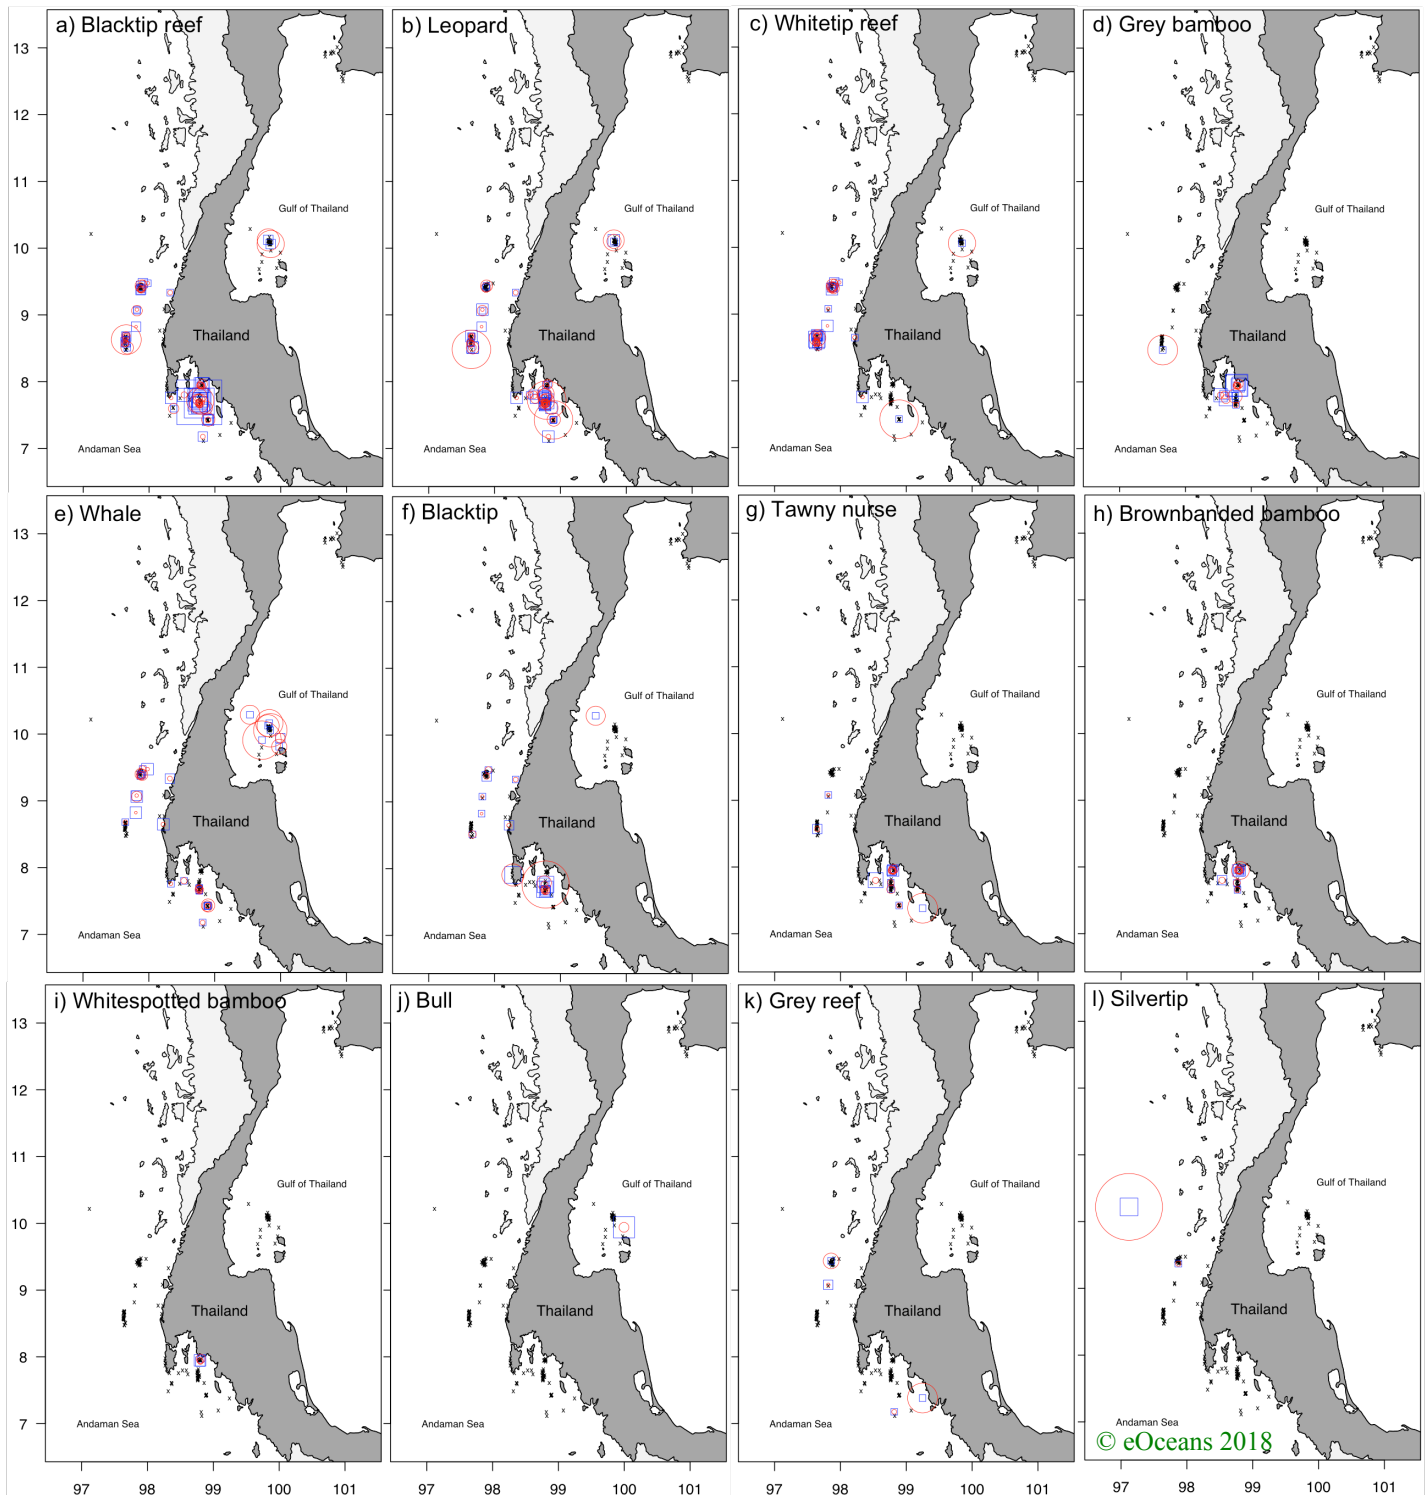 a) Blacktip reef
b) Leopard
c) Whitetip reef
d) Grey bamboo
13
12
11
10
9
8
7
Gulf of Thailand
Thailand
Andaman Sea
Gulf of Thailand
Thailand
Andaman Sea
Gulf of Thailand
Thailand
Andaman Sea
Gulf of Thailand
Thailand
Andaman Sea
e) Whale
f) Blacktip
g) Tawny nurse
h) Brownbanded bamboo
13
12
11
10
9
8
7
Gulf of Thailand
Thailand
Andaman Sea
Gulf of Thailand
Thailand
Andaman Sea
Gulf of Thailand
Thailand
Andaman Sea
Gulf of Thailand
Thailand
Andaman Sea
i) Whitespotted bamboo
j) Bull
k) Grey reef
l) Silvertip
13
12
11
10
9
8
7
Gulf of Thailand
Thailand
Andaman Sea
Gulf of Thailand
Thailand
Andaman Sea
Gulf of Thailand
Thailand
Andaman Sea
Gulf of Thailand
Thailand
Andaman Sea
© eOceans 2018
97 98 99 100 101
97 98 99 100 101
97 98 99 100 101
97 98 99 100 101